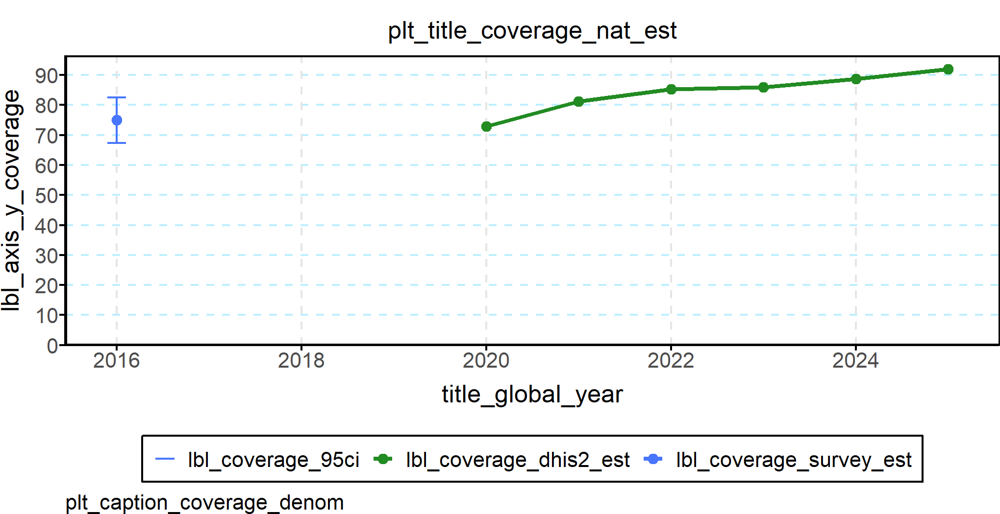 plt_title_coverage_nat_est
lbl_axis_y_coverage
90
80
70
60
50
40
30
20
10
0
2016 2018 2020 2022 2024
title_global_year
lbl_coverage_95ci lbl_coverage_dhis2_est lbl_coverage_survey_est
plt_caption_coverage_denom